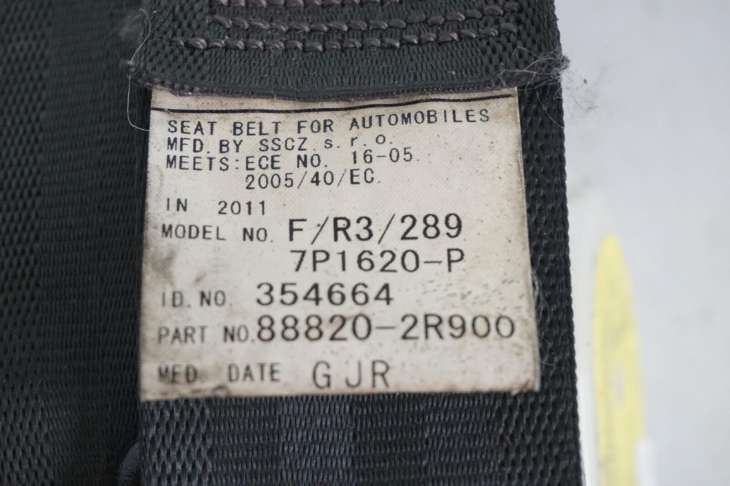 SEAT BELT FOR AUTOMOBILES
MFD. BY SSCZ s. r. o.
MEETS: ECE NO. 16-05
2005/40/EC
IN 2011
MODEL NO. F/R3/289
7P1620-P
ID. NO. 354664
PART NO. 88820-2R900
MFD. DATE GJR